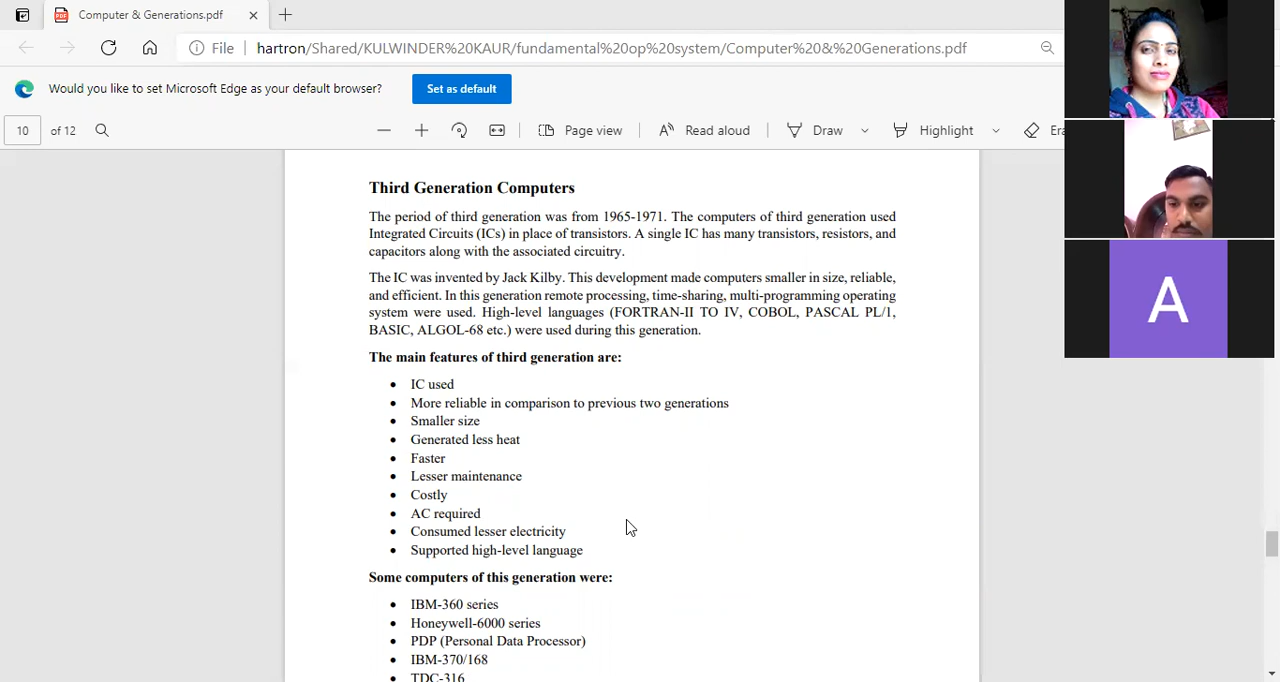 Computer & Generations.pdf
File hartron/Shared/KULWINDER%20KAUR/fundamental%20op%20system/Computer%20&%20Generations.pdf
Would you like to set Microsoft Edge as your default browser? Set as default
10 of 12 Page view Read aloud Draw Highlight Era
Third Generation Computers
The period of third generation was from 1965-1971. The computers of third generation used
Integrated Circuits (ICs) in place of transistors. A single IC has many transistors, resistors, and
capacitors along with the associated circuitry.
The IC was invented by Jack Kilby. This development made computers smaller in size, reliable,
and efficient. In this generation remote processing, time-sharing, multi-programming operating
system were used. High-level languages (FORTRAN-II TO IV, COBOL, PASCAL PL/1,
BASIC, ALGOL-68 etc.) were used during this generation.
The main features of third generation are:
• IC used
• More reliable in comparison to previous two generations
• Smaller size
• Generated less heat
• Faster
• Lesser maintenance
• Costly
• AC required
• Consumed lesser electricity
• Supported high-level language
Some computers of this generation were:
• IBM-360 series
• Honeywell-6000 series
• PDP (Personal Data Processor)
• IBM-370/168
• TDC-316
A